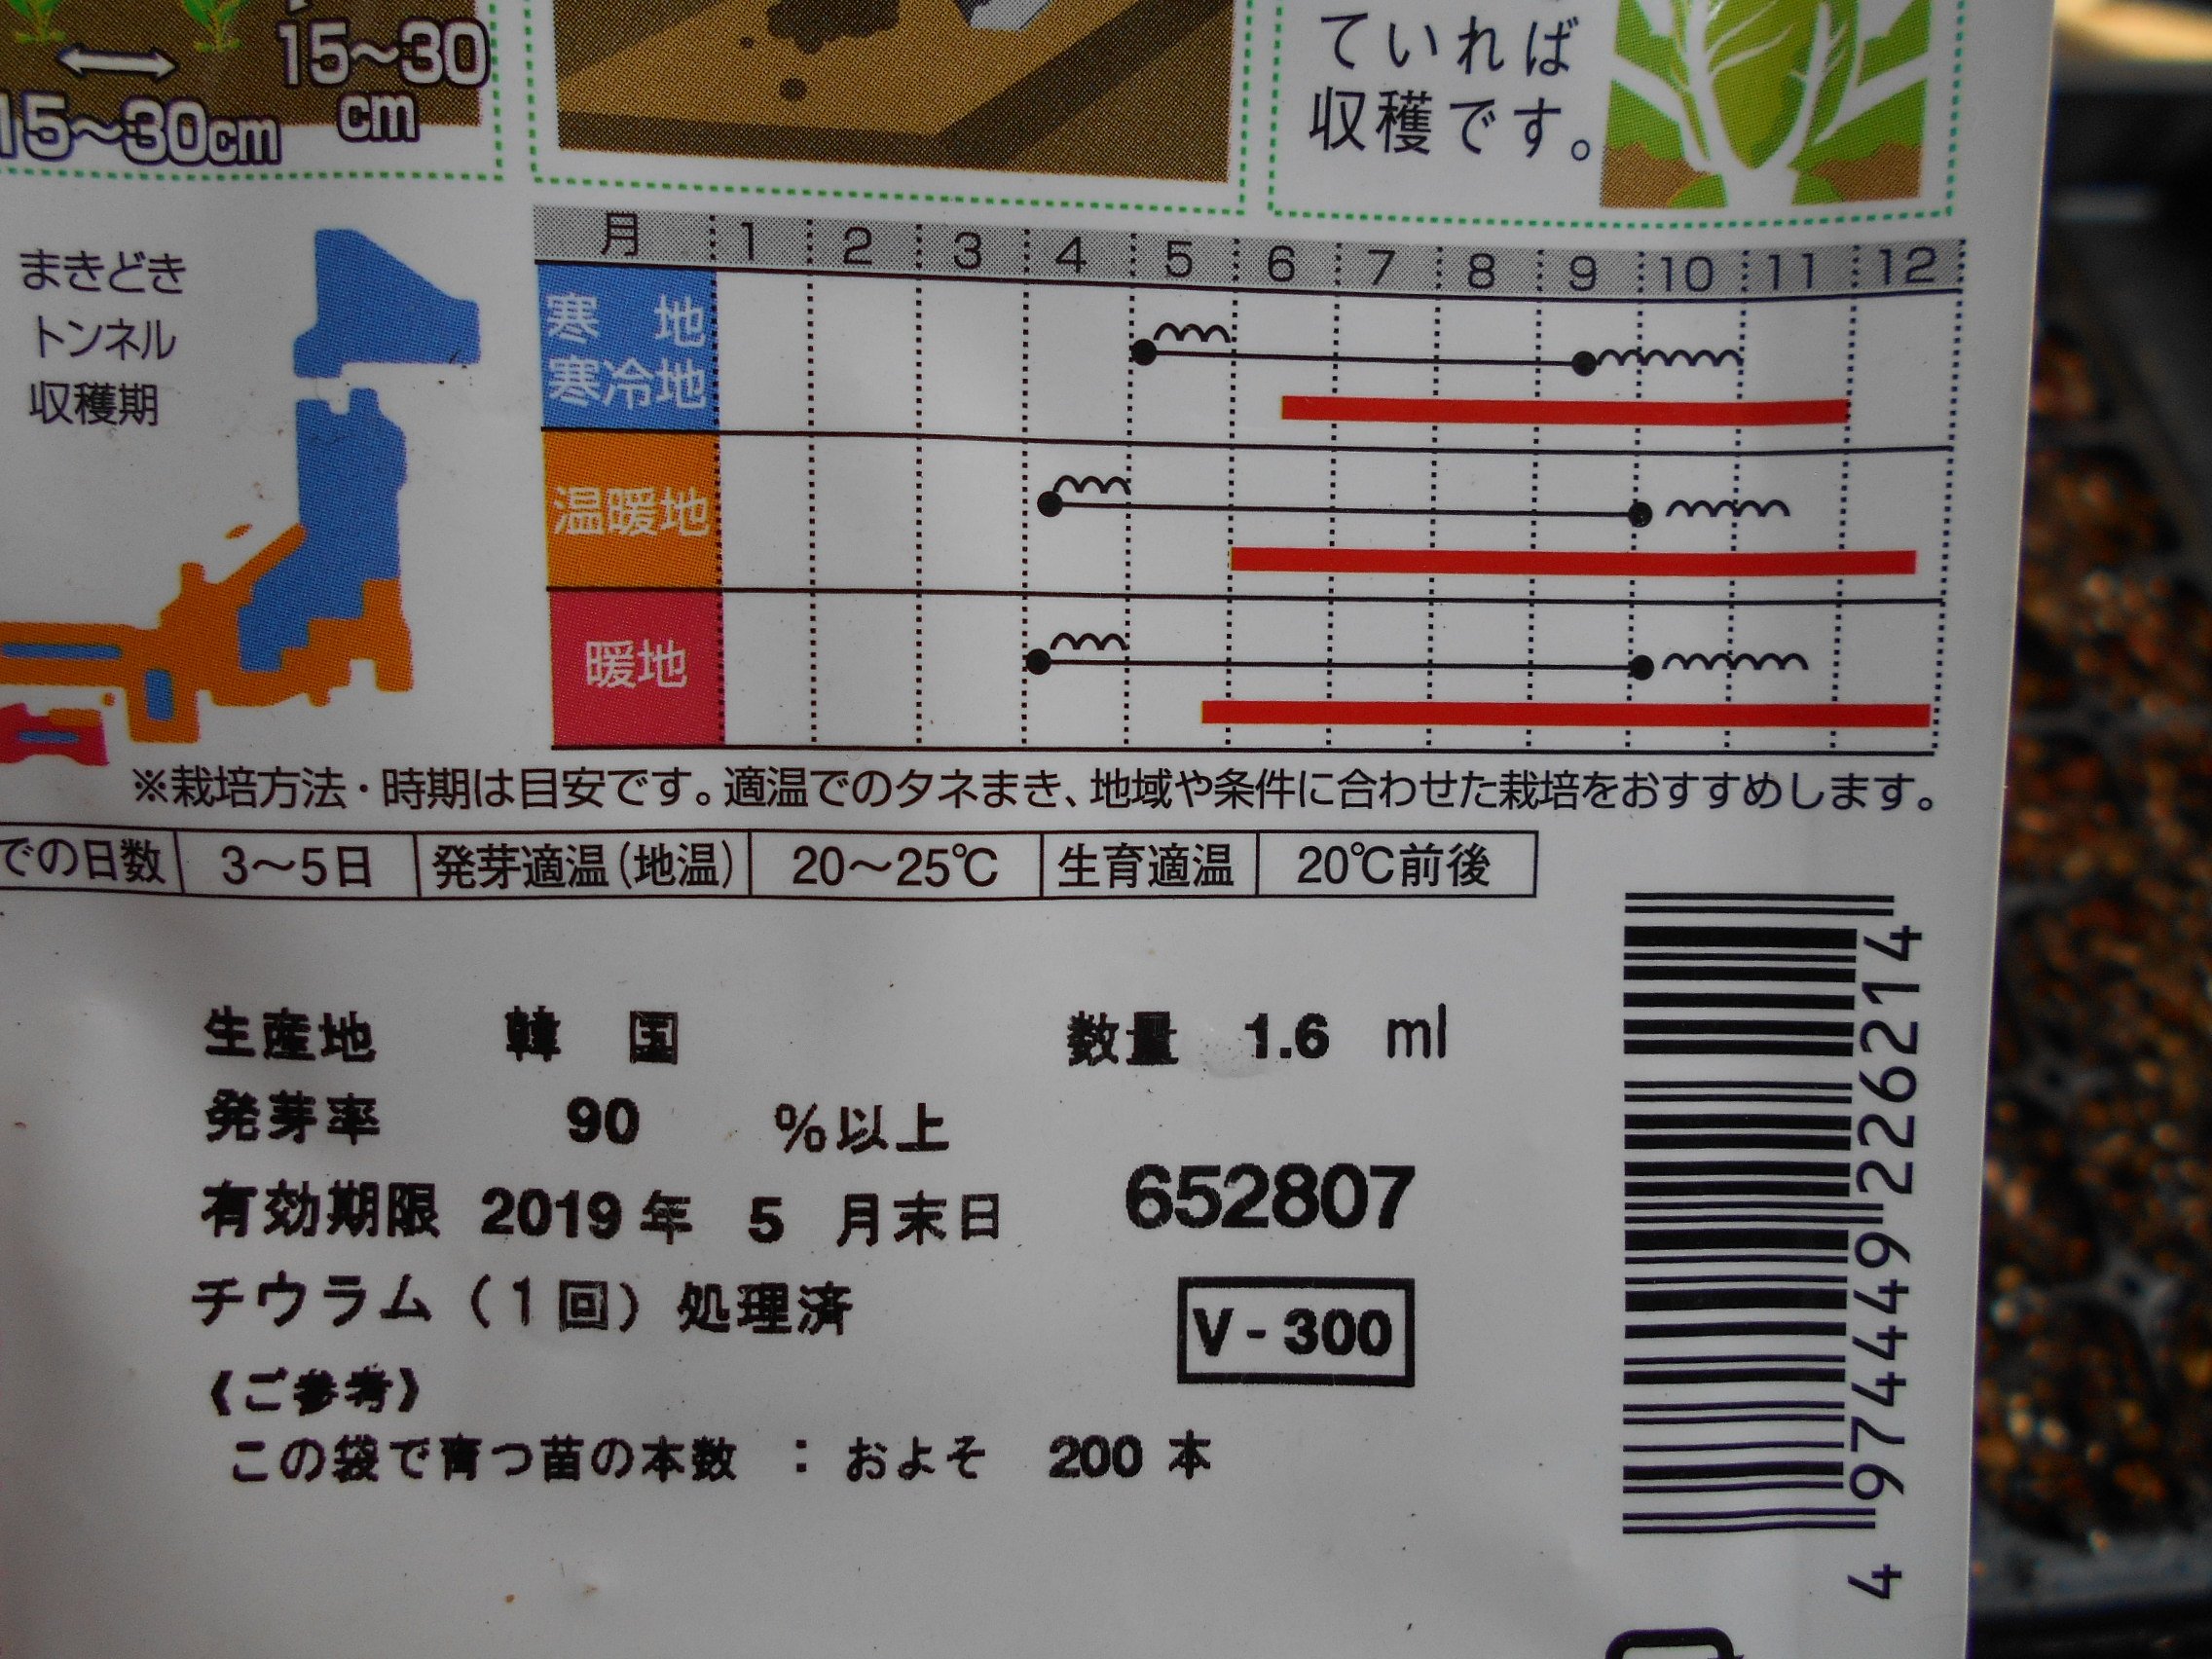 15～30
cm
15～30cm
ていれば
収穫です。
まきどき
トンネル
収穫期
月 1 2 3 4 5 6 7 8 9 10 11 12
寒 地
寒冷地
温暖地
暖地
※栽培方法・時期は目安です。適温でのタネまき、地域や条件に合わせた栽培をおすすめします。
での日数 3～5日 発芽適温(地温) 20～25℃ 生育適温 20℃前後
生産地 韓 国 数量 1.6 ml
発芽率 90 %以上
有効期限 2019年 5 月末日 652807
チウラム(1回)処理済
V-300
《ご参考》
この袋で育つ苗の本数 : およそ 200 本
4 974449 226214